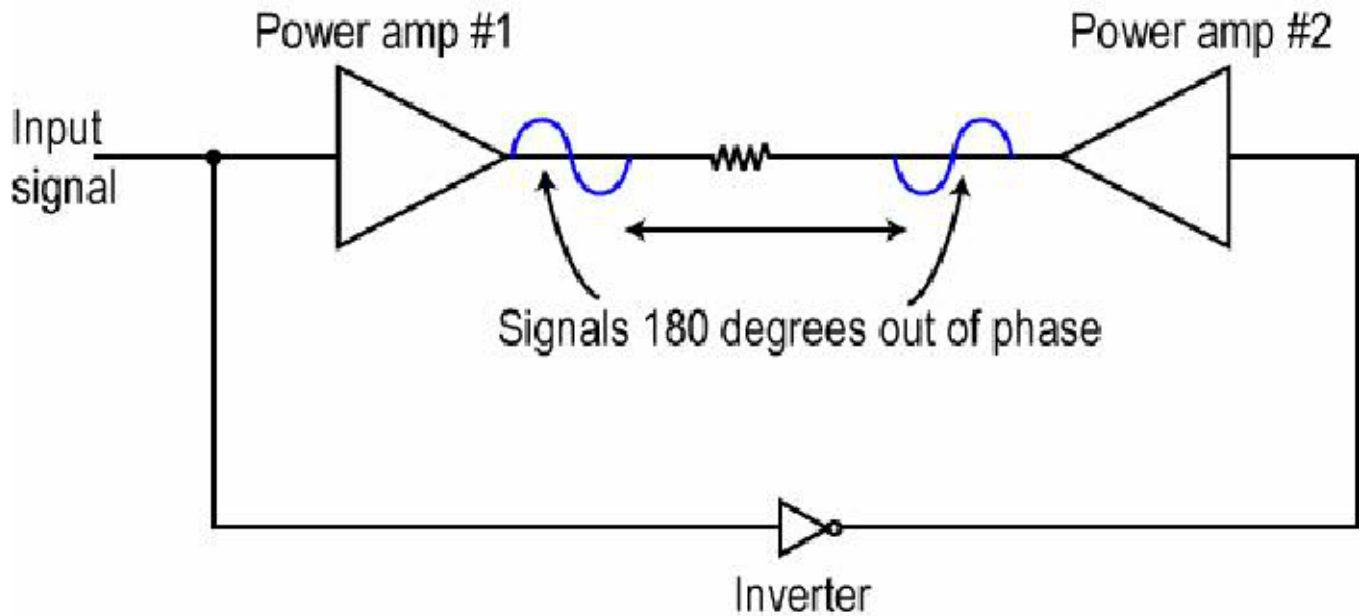 Power amp #1
Power amp #2
Input
signal
Signals 180 degrees out of phase
Inverter